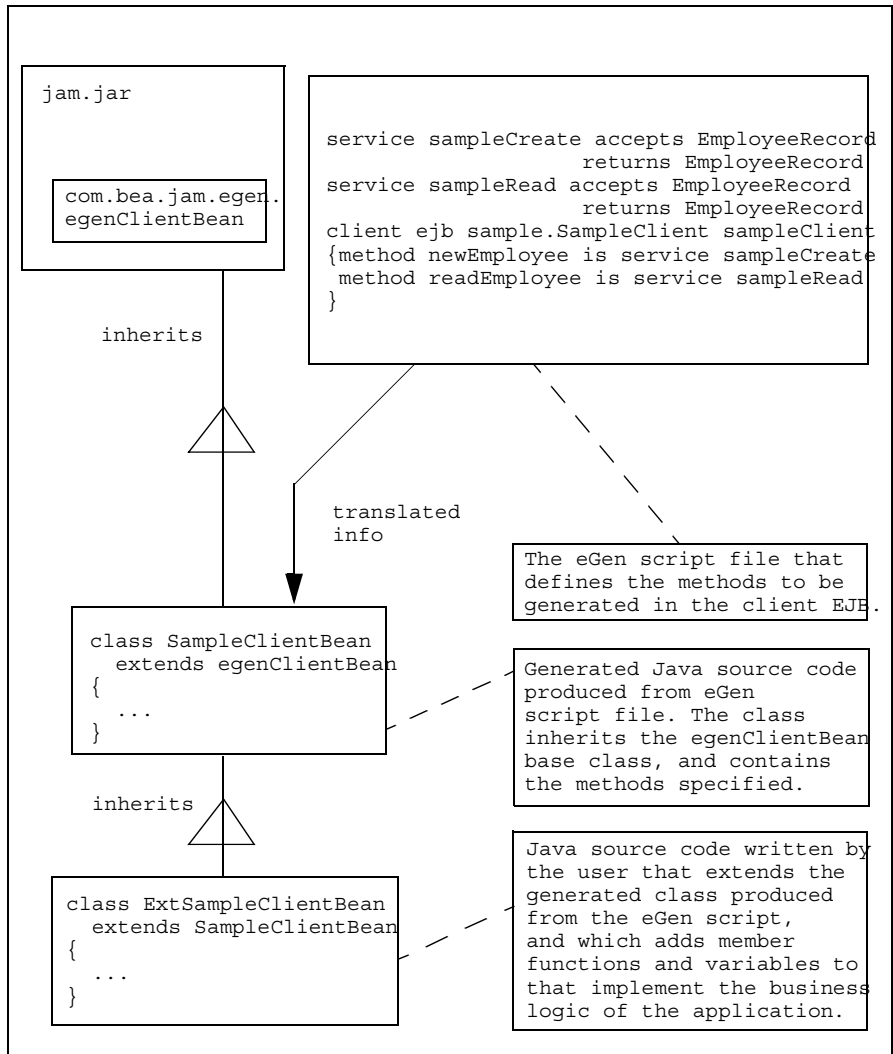 jam.jar
com.bea.jam.egen.
egenClientBean
service sampleCreate accepts EmployeeRecord
returns EmployeeRecord
service sampleRead accepts EmployeeRecord
returns EmployeeRecord
client ejb sample.SampleClient sampleClient
{method newEmployee is service sampleCreate
method readEmployee is service sampleRead
}
inherits
translated
info
The eGen script file that
defines the methods to be
generated in the client EJB.
class SampleClientBean
extends egenClientBean
{
...
}
Generated Java source code
produced from eGen
script file. The class
inherits the egenClientBean
base class, and contains
the methods specified.
inherits
class ExtSampleClientBean
extends SampleClientBean
{
...
}
Java source code written by
the user that extends the
generated class produced
from the eGen script,
and which adds member
functions and variables to
that implement the business
logic of the application.